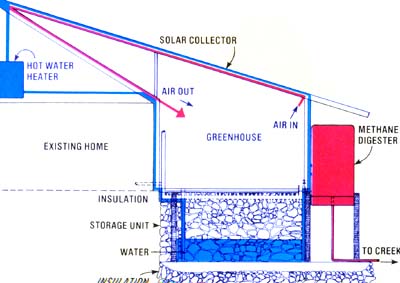 SOLAR COLLECTOR
HOT WATER
HEATER
AIR OUT
AIR IN
METHANE
DIGESTER
EXISTING HOME
GREENHOUSE
INSULATION
STORAGE UNIT
WATER
TO CREEK
INSULATION